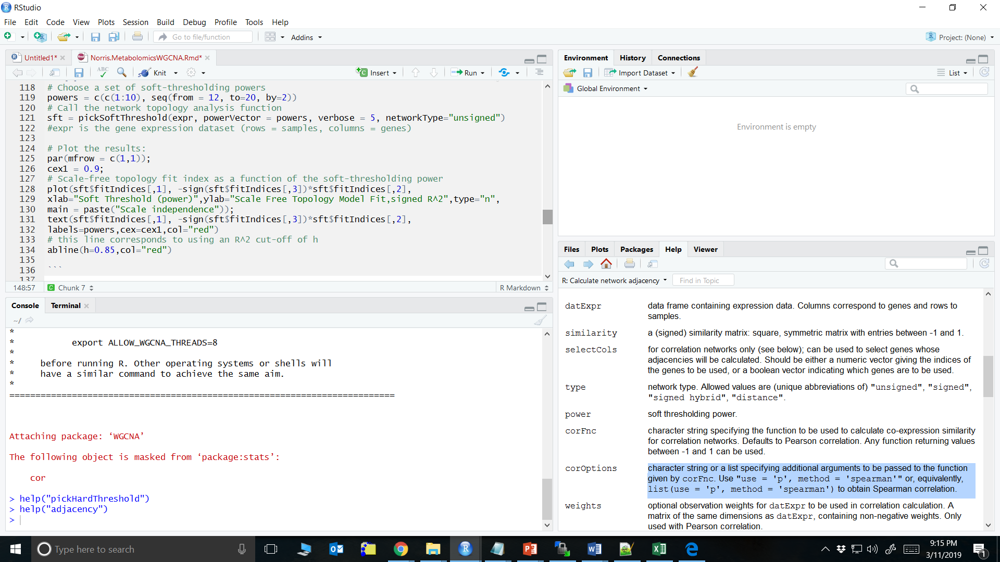 RStudio
File Edit Code View Plots Session Build Debug Profile Tools Help
Go to file/function Addins Project: (None)
Untitled1* Norris.MetabolomicsWGCNA.Rmd*
ABC Knit Insert Run
118 # Choose a set of soft-thresholding powers
119 powers = c(c(1:10), seq(from = 12, to=20, by=2))
120 # Call the network topology analysis function
121 sft = pickSoftThreshold(expr, powerVector = powers, verbose = 5, networkType="unsigned")
122 #expr is the gene expression dataset (rows = samples, columns = genes)
123
124 # Plot the results:
125 par(mfrow = c(1,1));
126 cex1 = 0.9;
127 # Scale-free topology fit index as a function of the soft-thresholding power
128 plot(sft$fitIndices[,1], -sign(sft$fitIndices[,3])*sft$fitIndices[,2],
129 xlab="Soft Threshold (power)",ylab="Scale Free Topology Model Fit,signed R^2",type="n",
130 main = paste("Scale independence"));
131 text(sft$fitIndices[,1], -sign(sft$fitIndices[,3])*sft$fitIndices[,2],
132 labels=powers,cex=cex1,col="red")
133 # this line corresponds to using an R^2 cut-off of h
134 abline(h=0.85,col="red")
135
136 ```
137
148:57 Chunk 7 R Markdown
Console Terminal
~/
*
* export ALLOW_WGCNA_THREADS=8
*
* before running R. Other operating systems or shells will
* have a similar command to achieve the same aim.
*
==========================================================================
Attaching package: ‘WGCNA’
The following object is masked from ‘package:stats’:
cor
> help("pickHardThreshold")
> help("adjacency")
>
Environment History Connections
Import Dataset List
Global Environment
Environment is empty
Files Plots Packages Help Viewer
R: Calculate network adjacency Find in Topic
datExpr data frame containing expression data. Columns correspond to genes and rows to
samples.
similarity a (signed) similarity matrix: square, symmetric matrix with entries between -1 and 1.
selectCols for correlation networks only (see below); can be used to select genes whose
adjacencies will be calculated. Should be either a numeric vector giving the indices of
the genes to be used, or a boolean vector indicating which genes are to be used.
type network type. Allowed values are (unique abbreviations of) "unsigned", "signed",
"signed hybrid", "distance".
power soft thresholding power.
corFnc character string specifying the function to be used to calculate co-expression similarity
for correlation networks. Defaults to Pearson correlation. Any function returning values
between -1 and 1 can be used.
corOptions character string or a list specifying additional arguments to be passed to the function
given by corFnc. Use "use = 'p', method = 'spearman'" or, equivalently,
list(use = 'p', method = 'spearman') to obtain Spearman correlation.
weights optional observation weights for datExpr to be used in correlation calculation. A
matrix of the same dimensions as datExpr, containing non-negative weights. Only
used with Pearson correlation.
Type here to search
9:15 PM
3/11/2019
1